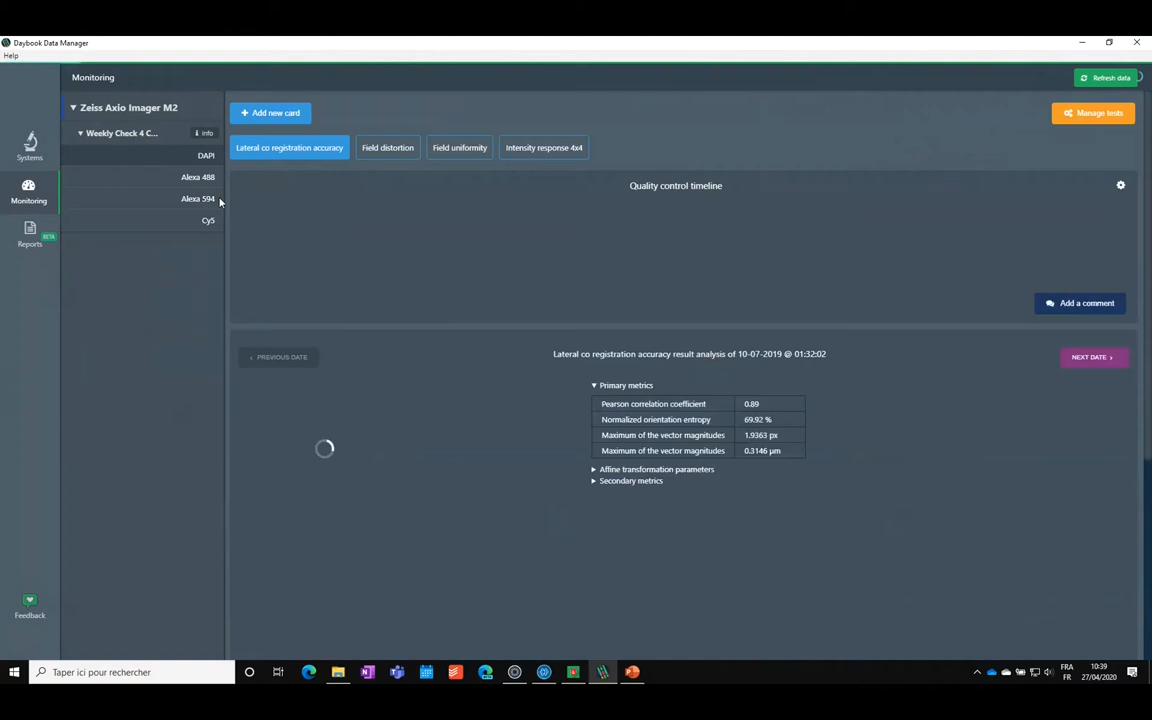 Daybook Data Manager
Help
Monitoring
Refresh data
Zeiss Axio Imager M2
Add new card
Manage tests
Weekly Check 4 C...
info
Systems
Lateral co registration accuracy
Field distortion
Field uniformity
Intensity response 4x4
DAPI
Alexa 488
Quality control timeline
Monitoring
Alexa 594
Cy5
Reports
BETA
Add a comment
PREVIOUS DATE
Lateral co registration accuracy result analysis of 10-07-2019 @ 01:32:02
NEXT DATE
Primary metrics
Pearson correlation coefficient 0.89
Normalized orientation entropy 69.92 %
Maximum of the vector magnitudes 1.9363 px
Maximum of the vector magnitudes 0.3146 µm
Affine transformation parameters
Secondary metrics
Feedback
Taper ici pour rechercher
FRA
FR
10:39
27/04/2020